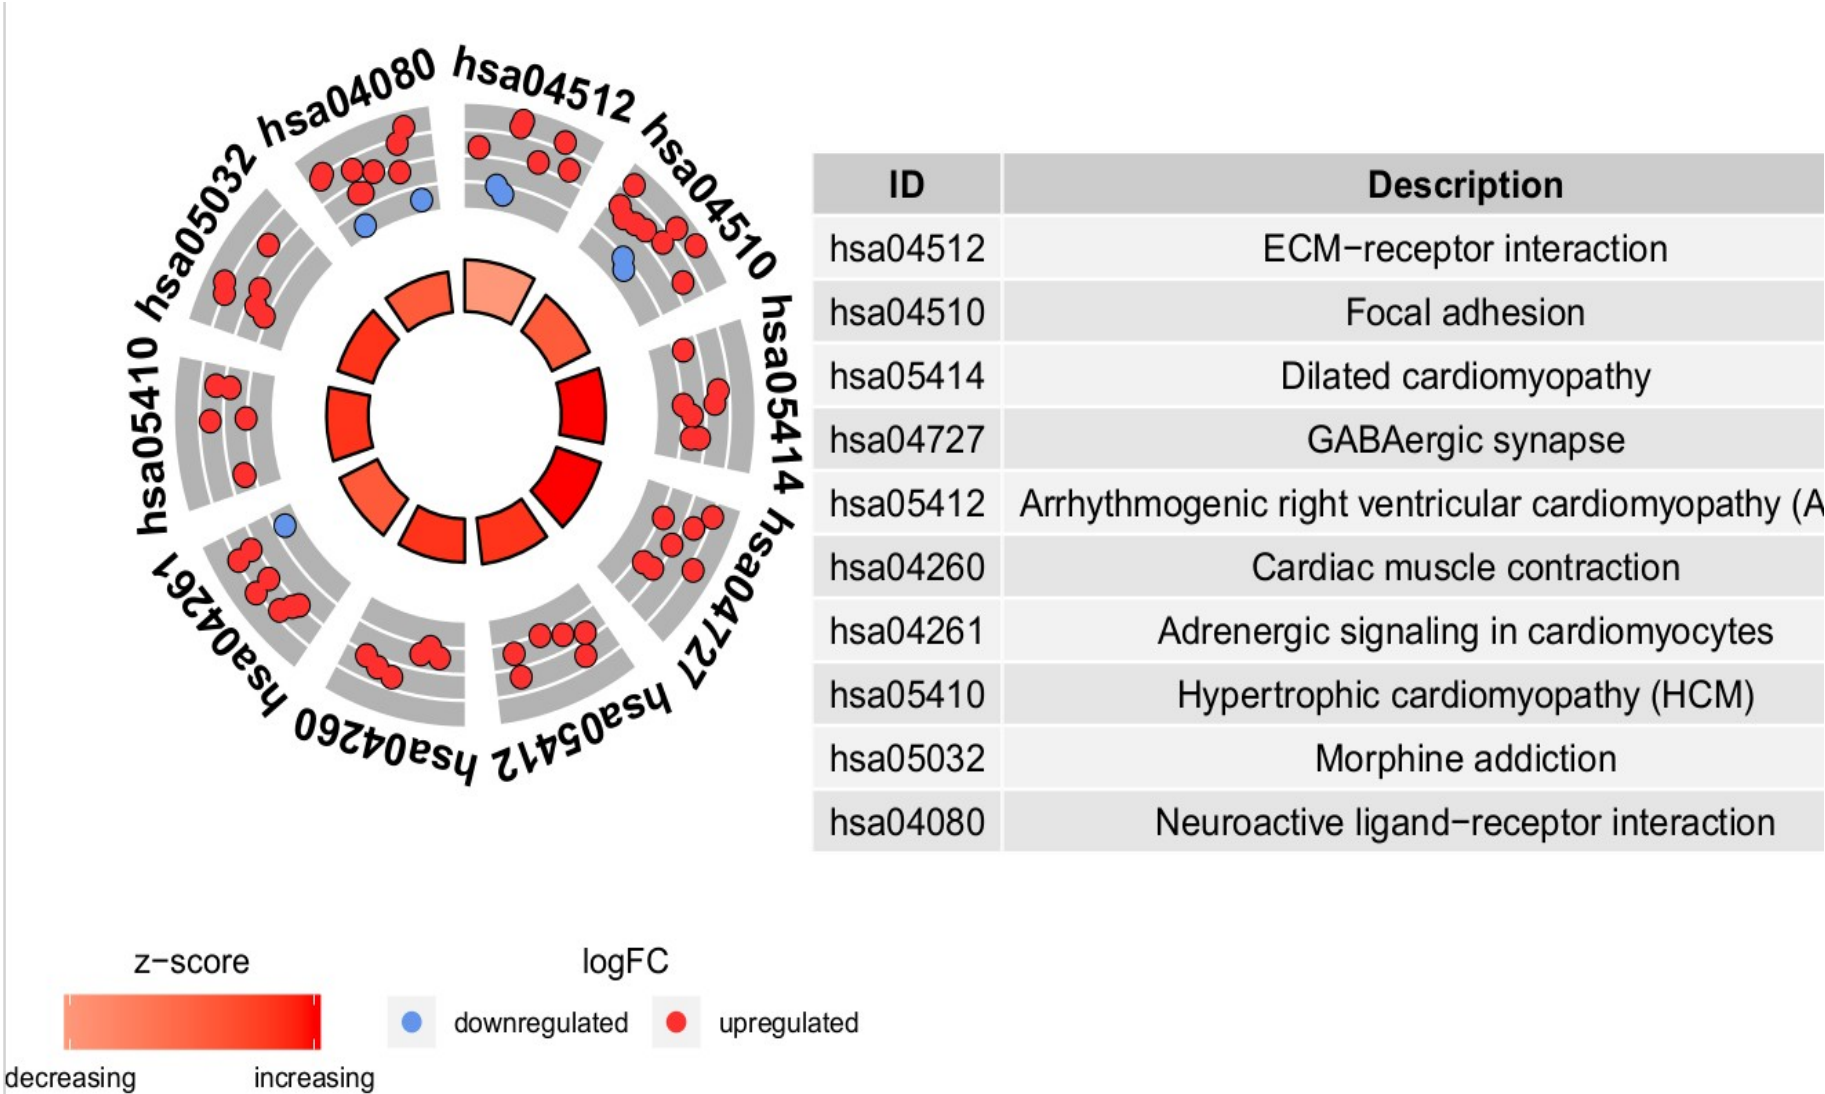 hsa04512
hsa04510
hsa05414
hsa04727
hsa05412
hsa04260
hsa04261
hsa05410
hsa05032
hsa04080
ID Description
hsa04512 ECM−receptor interaction
hsa04510 Focal adhesion
hsa05414 Dilated cardiomyopathy
hsa04727 GABAergic synapse
hsa05412 Arrhythmogenic right ventricular cardiomyopathy (A
hsa04260 Cardiac muscle contraction
hsa04261 Adrenergic signaling in cardiomyocytes
hsa05410 Hypertrophic cardiomyopathy (HCM)
hsa05032 Morphine addiction
hsa04080 Neuroactive ligand−receptor interaction
z−score logFC
downregulated upregulated
decreasing increasing